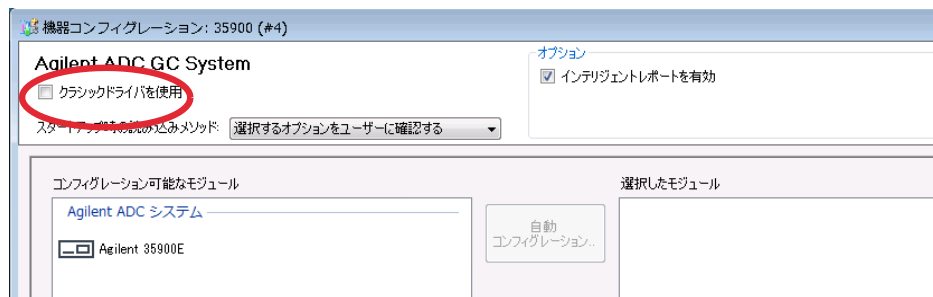 機器コンフィグレーション: 35900 (#4)
Agilent ADC GC System
クラシックドライバを使用
スタートアップ時の読み込みメソッド:
選択するオプションをユーザーに確認する
オプション
インテリジェントレポートを有効
コンフィグレーション可能なモジュール
Agilent ADC システム
Agilent 35900E
自動
コンフィグレーション..
選択したモジュール